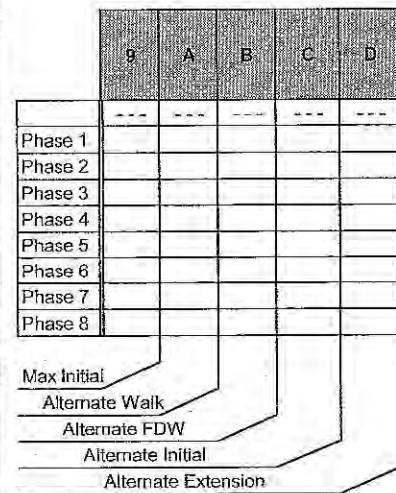 9 A B C D
--- --- --- --- ---
Phase 1
Phase 2
Phase 3
Phase 4
Phase 5
Phase 6
Phase 7
Phase 8
Max Initial
Alternate Walk
Alternate FDW
Alternate Initial
Alternate Extension